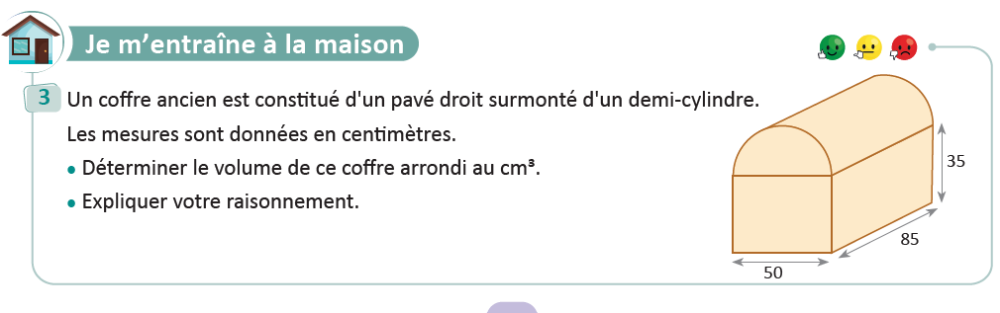 Je m'entraîne à la maison
3 Un coffre ancien est constitué d'un pavé droit surmonté d'un demi-cylindre.
Les mesures sont données en centimètres.
• Déterminer le volume de ce coffre arrondi au cm³.
• Expliquer votre raisonnement.
35
85
50